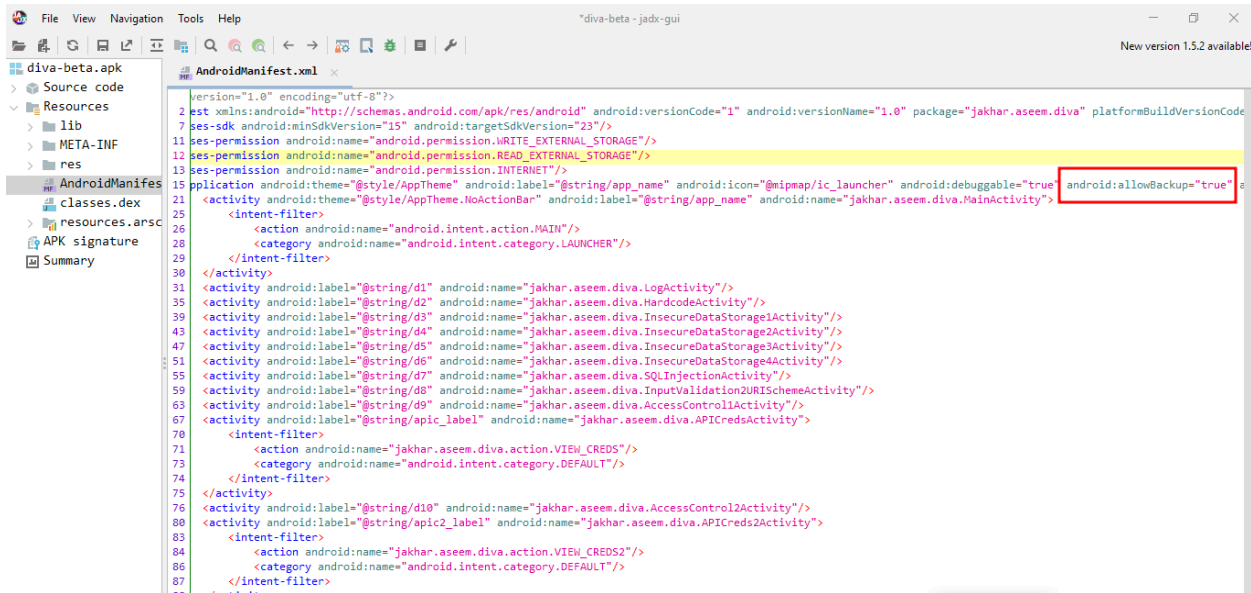 File View Navigation Tools Help
*diva-beta - jadx-gui
New version 1.5.2 available!
diva-beta.apk
Source code
Resources
lib
META-INF
res
AndroidManifes
classes.dex
resources.arsc
APK signature
Summary
AndroidManifest.xml
version="1.0" encoding="utf-8"?>
2 est xmlns:android="http://schemas.android.com/apk/res/android" android:versionCode="1" android:versionName="1.0" package="jakhar.aseem.diva" platformBuildVersionCode
7 ses-sdk android:minSdkVersion="15" android:targetSdkVersion="23"/>
11 ses-permission android:name="android.permission.WRITE_EXTERNAL_STORAGE"/>
12 ses-permission android:name="android.permission.READ_EXTERNAL_STORAGE"/>
13 ses-permission android:name="android.permission.INTERNET"/>
15 pplication android:theme="@style/AppTheme" android:label="@string/app_name" android:icon="@mipmap/ic_launcher" android:debuggable="true" android:allowBackup="true" a
21 <activity android:theme="@style/AppTheme.NoActionBar" android:label="@string/app_name" android:name="jakhar.aseem.diva.MainActivity">
25 <intent-filter>
26 <action android:name="android.intent.action.MAIN"/>
28 <category android:name="android.intent.category.LAUNCHER"/>
29 </intent-filter>
30 </activity>
31 <activity android:label="@string/d1" android:name="jakhar.aseem.diva.LogActivity"/>
35 <activity android:label="@string/d2" android:name="jakhar.aseem.diva.HardcodeActivity"/>
39 <activity android:label="@string/d3" android:name="jakhar.aseem.diva.InsecureDataStorage1Activity"/>
43 <activity android:label="@string/d4" android:name="jakhar.aseem.diva.InsecureDataStorage2Activity"/>
47 <activity android:label="@string/d5" android:name="jakhar.aseem.diva.InsecureDataStorage3Activity"/>
51 <activity android:label="@string/d6" android:name="jakhar.aseem.diva.InsecureDataStorage4Activity"/>
55 <activity android:label="@string/d7" android:name="jakhar.aseem.diva.SQLInjectionActivity"/>
59 <activity android:label="@string/d8" android:name="jakhar.aseem.diva.InputValidation2URISchemeActivity"/>
63 <activity android:label="@string/d9" android:name="jakhar.aseem.diva.AccessControl1Activity"/>
67 <activity android:label="@string/apic_label" android:name="jakhar.aseem.diva.APICredsActivity">
70 <intent-filter>
71 <action android:name="jakhar.aseem.diva.action.VIEW_CREDS"/>
73 <category android:name="android.intent.category.DEFAULT"/>
74 </intent-filter>
75 </activity>
76 <activity android:label="@string/d10" android:name="jakhar.aseem.diva.AccessControl2Activity"/>
80 <activity android:label="@string/apic2_label" android:name="jakhar.aseem.diva.APICreds2Activity">
83 <intent-filter>
84 <action android:name="jakhar.aseem.diva.action.VIEW_CREDS2"/>
86 <category android:name="android.intent.category.DEFAULT"/>
87 </intent-filter>